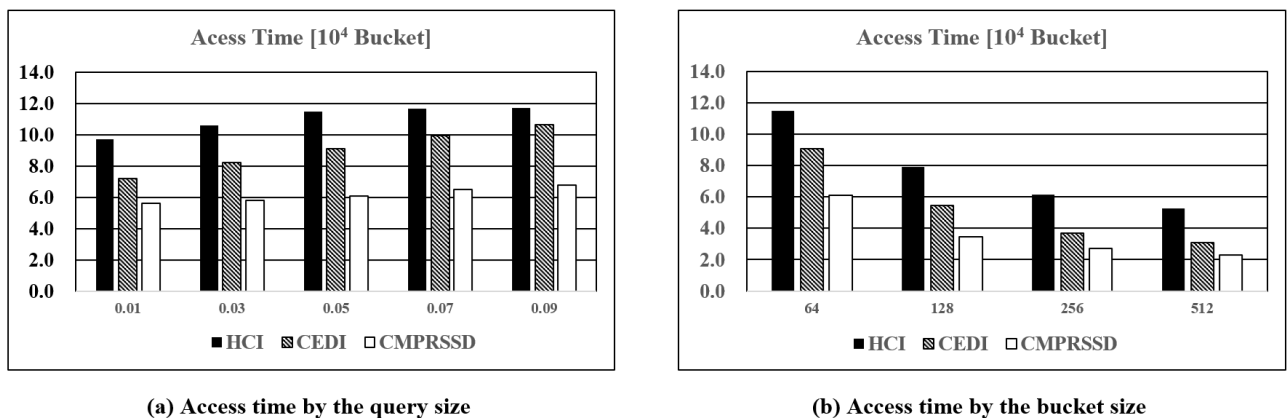 Acess Time [10⁴ Bucket]
14.0
12.0
10.0
8.0
6.0
4.0
2.0
0.0
0.01 0.03 0.05 0.07 0.09
HCI CEDI CMPRSSD
(a) Access time by the query size
Access Time [10⁴ Bucket]
14.0
12.0
10.0
8.0
6.0
4.0
2.0
0.0
64 128 256 512
HCI CEDI CMPRSSD
(b) Access time by the bucket size